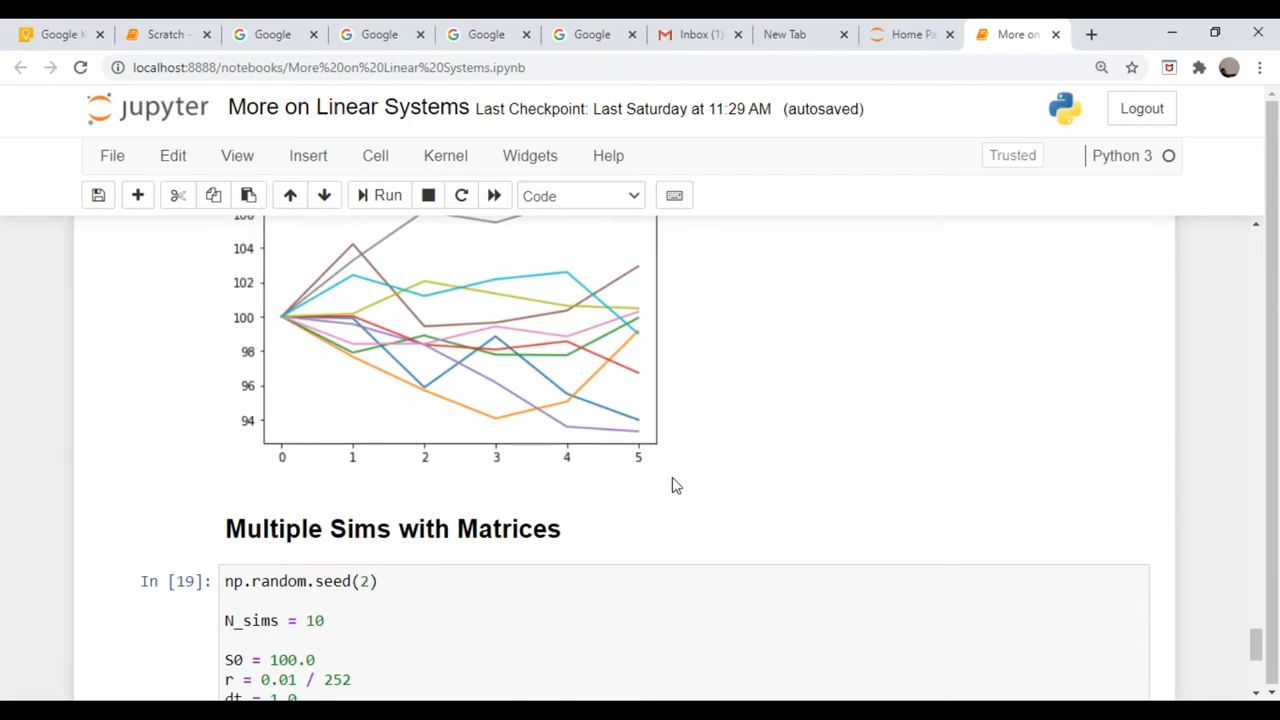 Google K
Scratch -
Google
Google
Google
Google
Inbox (1)
New Tab
Home Pa
More on
localhost:8888/notebooks/More%20on%20Linear%20Systems.ipynb
jupyter More on Linear Systems Last Checkpoint: Last Saturday at 11:29 AM (autosaved)
Logout
File Edit View Insert Cell Kernel Widgets Help
Trusted
Python 3
Run
Code
106
104
102
100
98
96
94
0 1 2 3 4 5
Multiple Sims with Matrices
In [19]: np.random.seed(2)
N_sims = 10
S0 = 100.0
r = 0.01 / 252
dt = 1.0